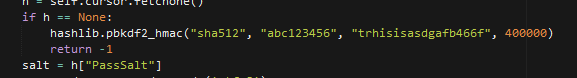 h = self.cursor.fetchone()
if h == None:
hashlib.pbkdf2_hmac("sha512", "abc123456", "trhisisasdgafb466f", 400000)
return -1
salt = h["PassSalt"]